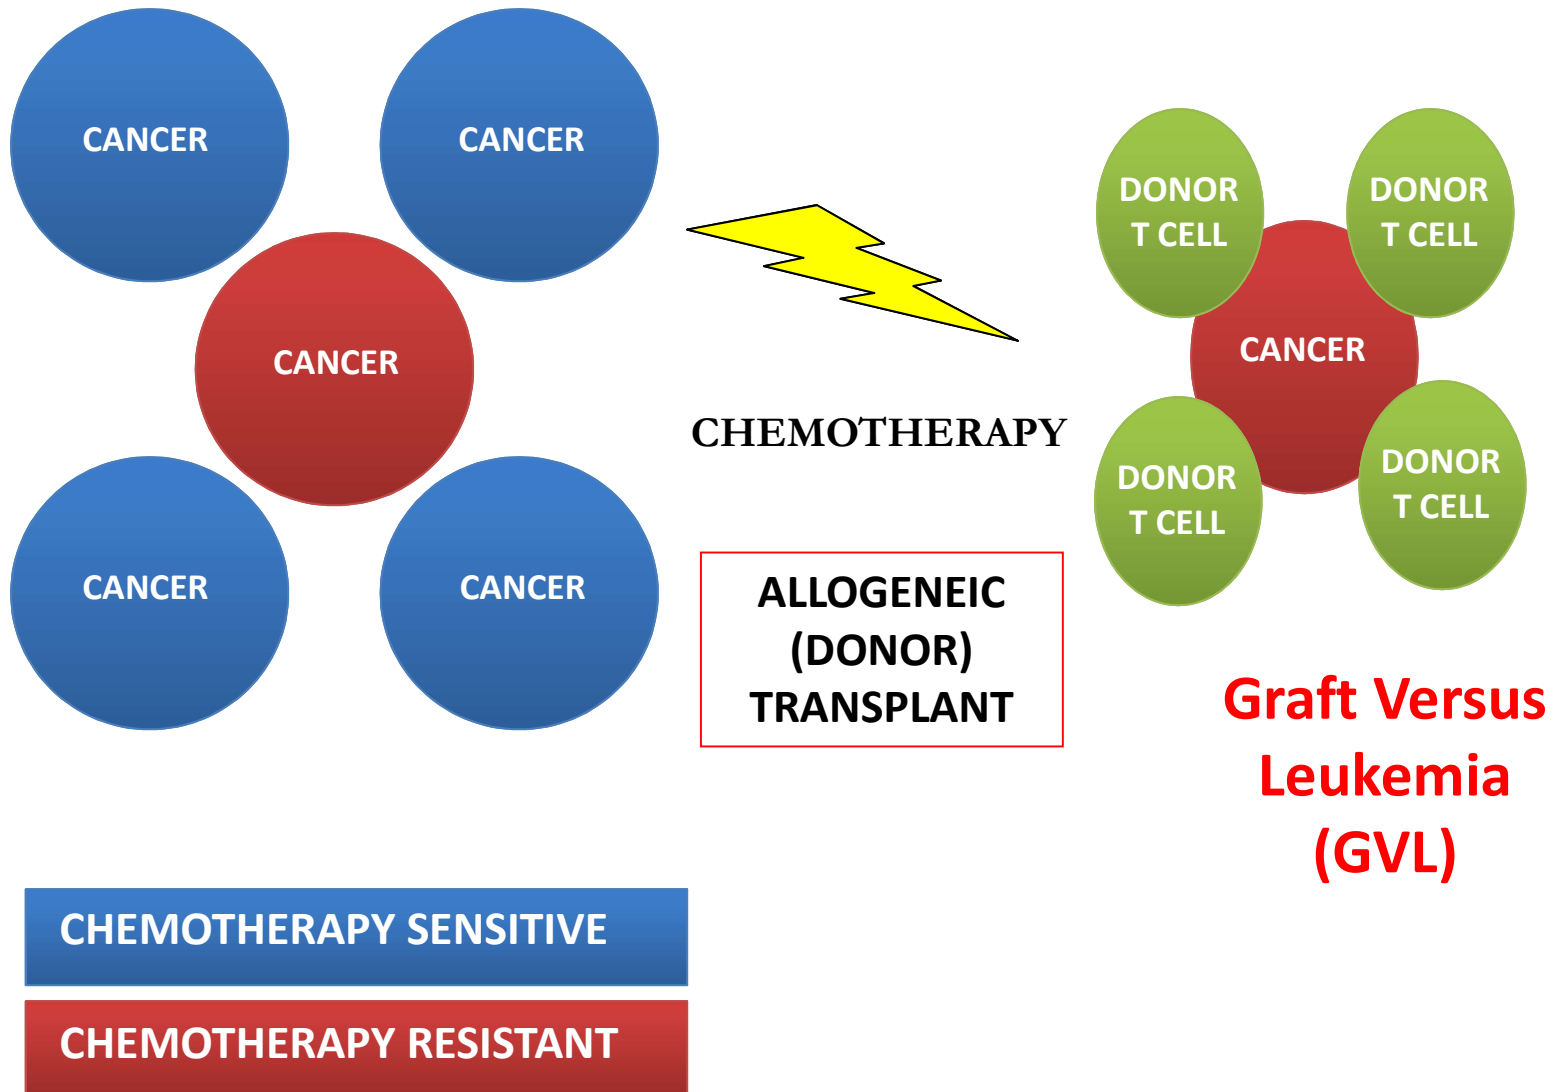 CANCER
CANCER
CANCER
CANCER
CANCER
CHEMOTHERAPY
ALLOGENEIC
(DONOR)
TRANSPLANT
DONOR
T CELL
DONOR
T CELL
CANCER
DONOR
T CELL
DONOR
T CELL
Graft Versus
Leukemia
(GVL)
CHEMOTHERAPY SENSITIVE
CHEMOTHERAPY RESISTANT